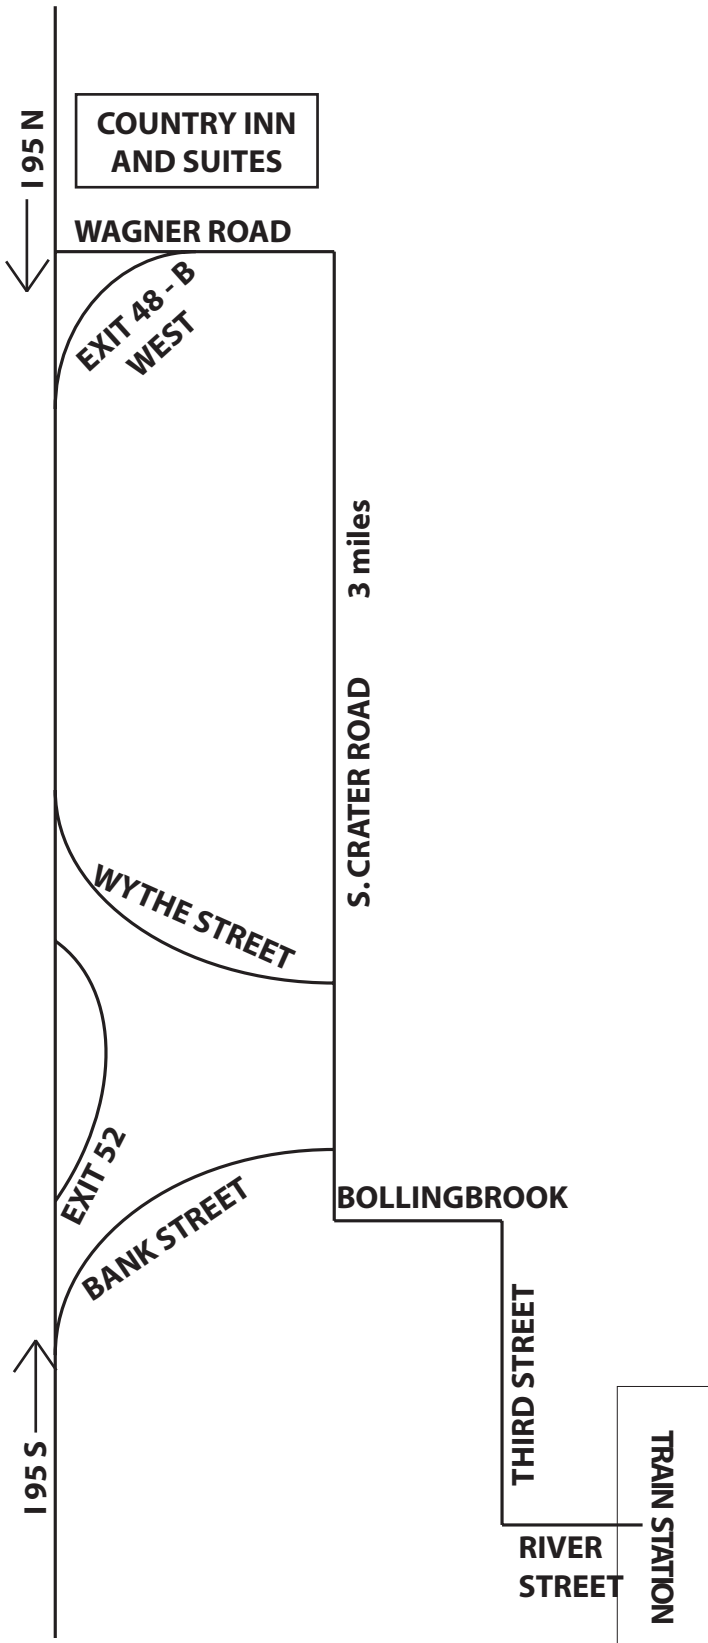 I 95 N
COUNTRY INN
AND SUITES
WAGNER ROAD
EXIT 48 - B
WEST
3 miles
S. CRATER ROAD
WYTHE STREET
EXIT 52
BANK STREET
BOLLINGBROOK
THIRD STREET
I 95 S
TRAIN STATION
RIVER
STREET